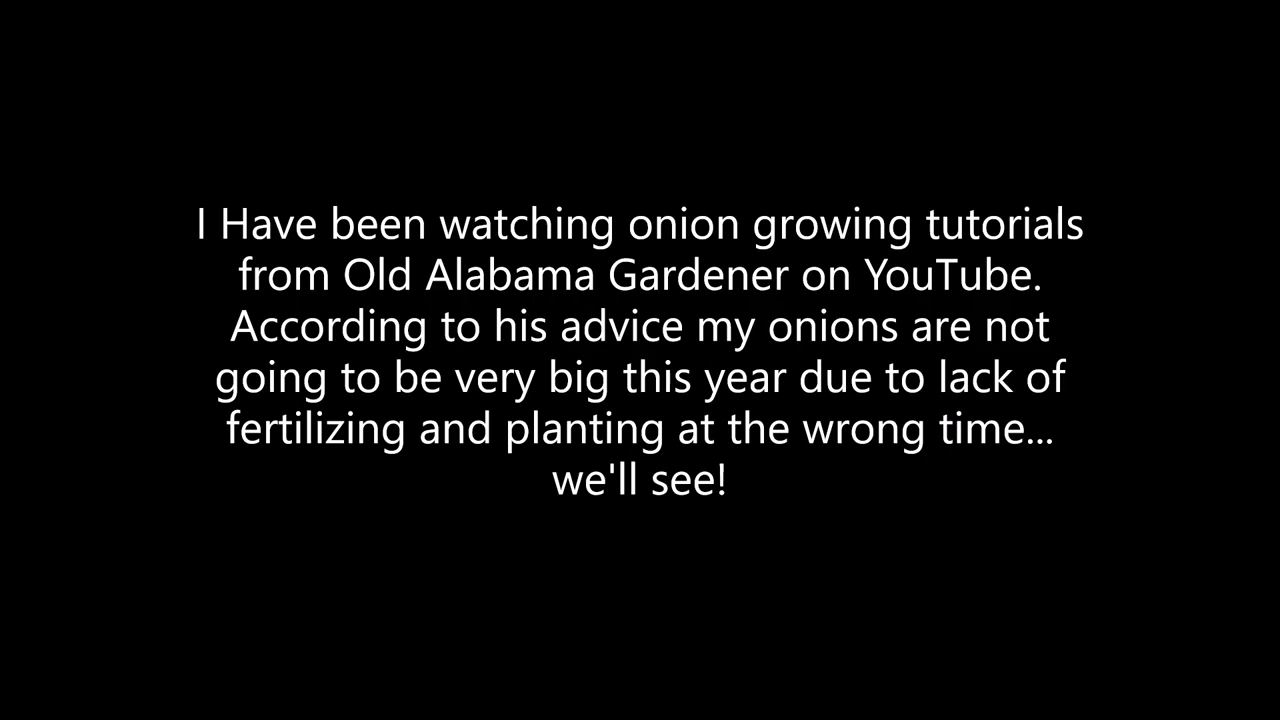 I Have been watching onion growing tutorials
from Old Alabama Gardener on YouTube.
According to his advice my onions are not
going to be very big this year due to lack of
fertilizing and planting at the wrong time...
we'll see!